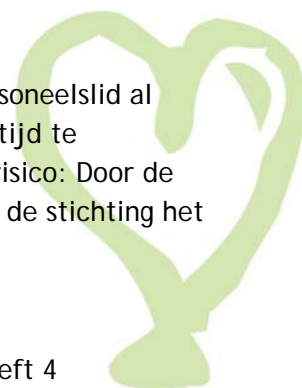 soneelslid al
tijd te
isico: Door de
de stichting het
eft 4